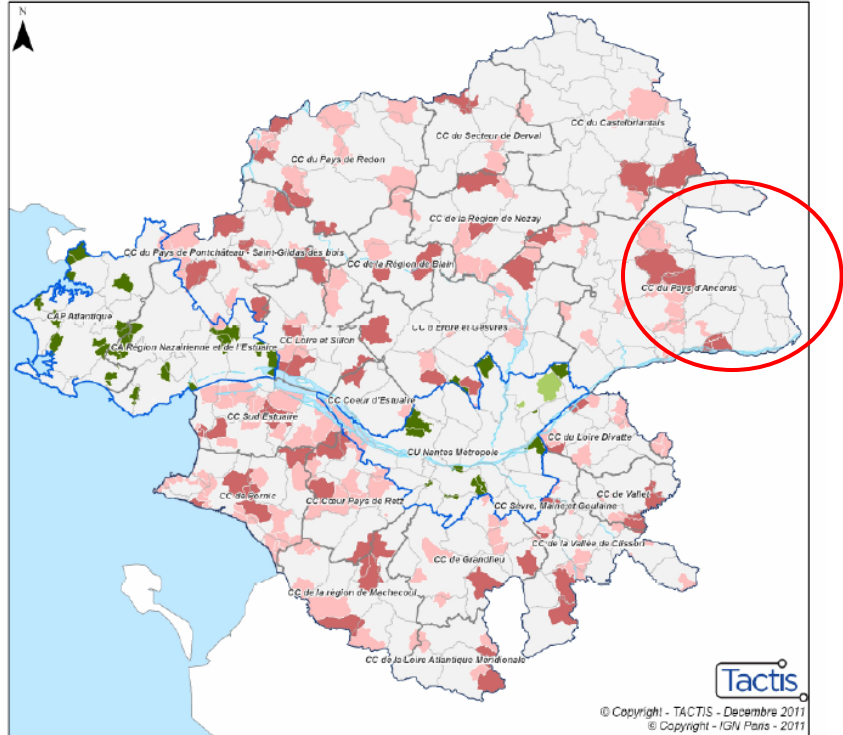 N
CC du Castelbriantais
CC du Secteur de Derval
CC du Pays de Redon
CC de la Région de Nozay
CC du Pays de Pontchâteau - Saint-Gildas des bois
CC de la Région de Blain
CC du Pays d'Ancenis
CAP Atlantique
CC d'Erdre et Gesvres
CA Région Nazairienne et de l'Estuaire
CC Loire et Sillon
CC Coeur d'Estuaire
CC Sud Estuaire
CC du Loire Divatte
CU Nantes Metropole
CC de Pornic
CC Cœur Pays de Retz
CC de Vallet
CC Sèvre, Maine et Goulaine
CC de la Vallée de Clisson
CC de Grandlieu
CC de la région de Machecoul
CC de la Loire Atlantique Méridionale
Tactis
© Copyright - TACTIS - Decembre 2011
© Copyright - IGN Paris - 2011